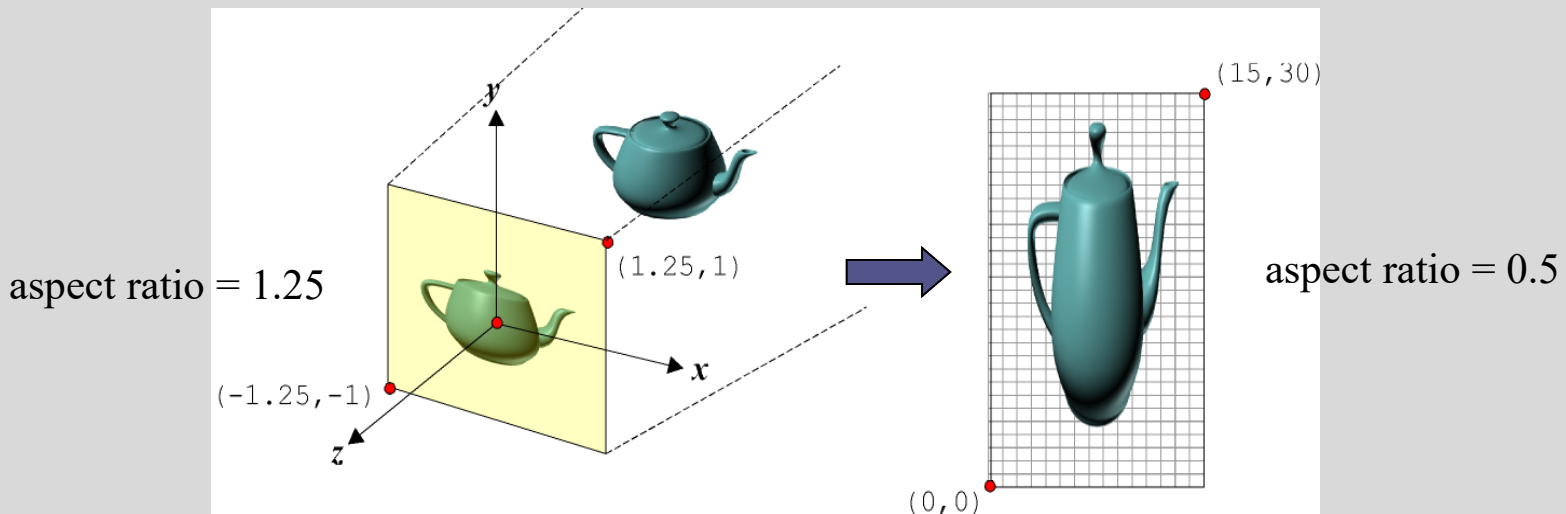 aspect ratio = 1.25
y
(1.25,1)
x
(-1.25,-1)
z
(15,30)
(0,0)
aspect ratio = 0.5